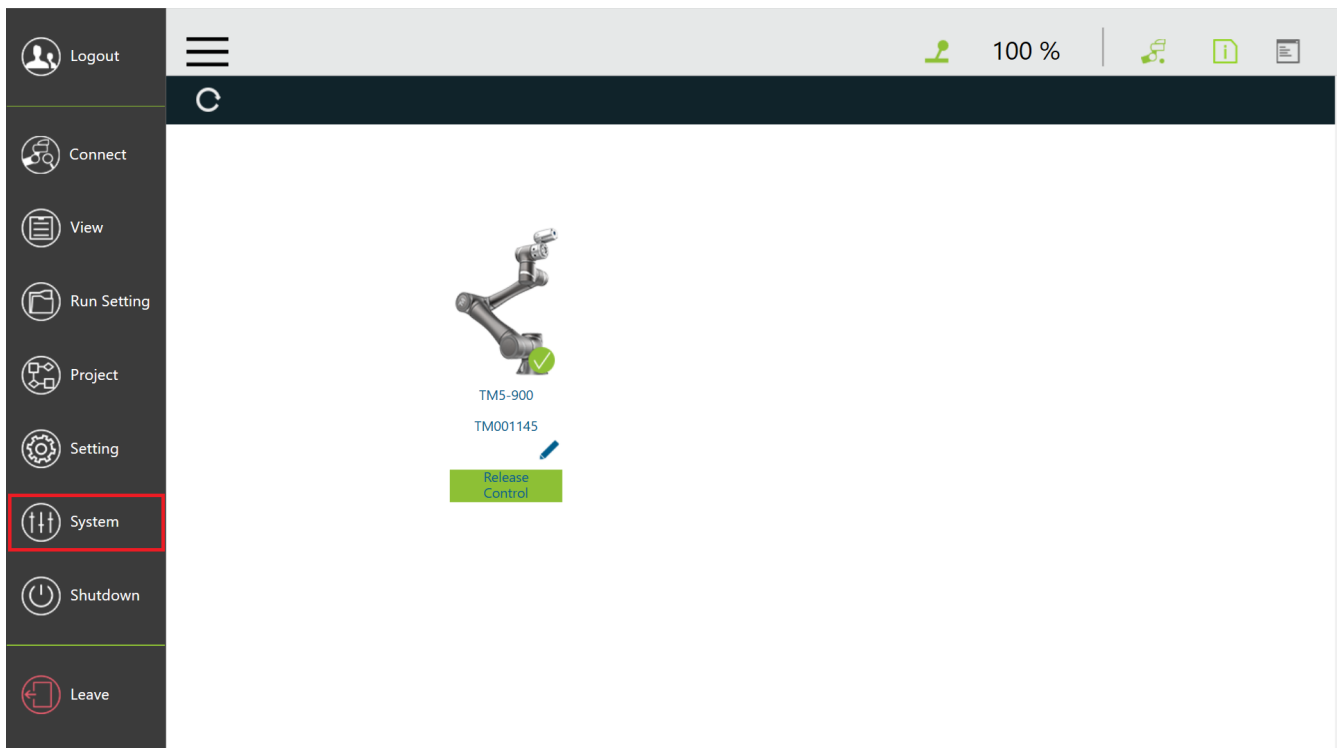 Logout
100 %
Connect
View
Run Setting
Project
Setting
System
Shutdown
Leave
TM5-900
TM001145
Release
Control